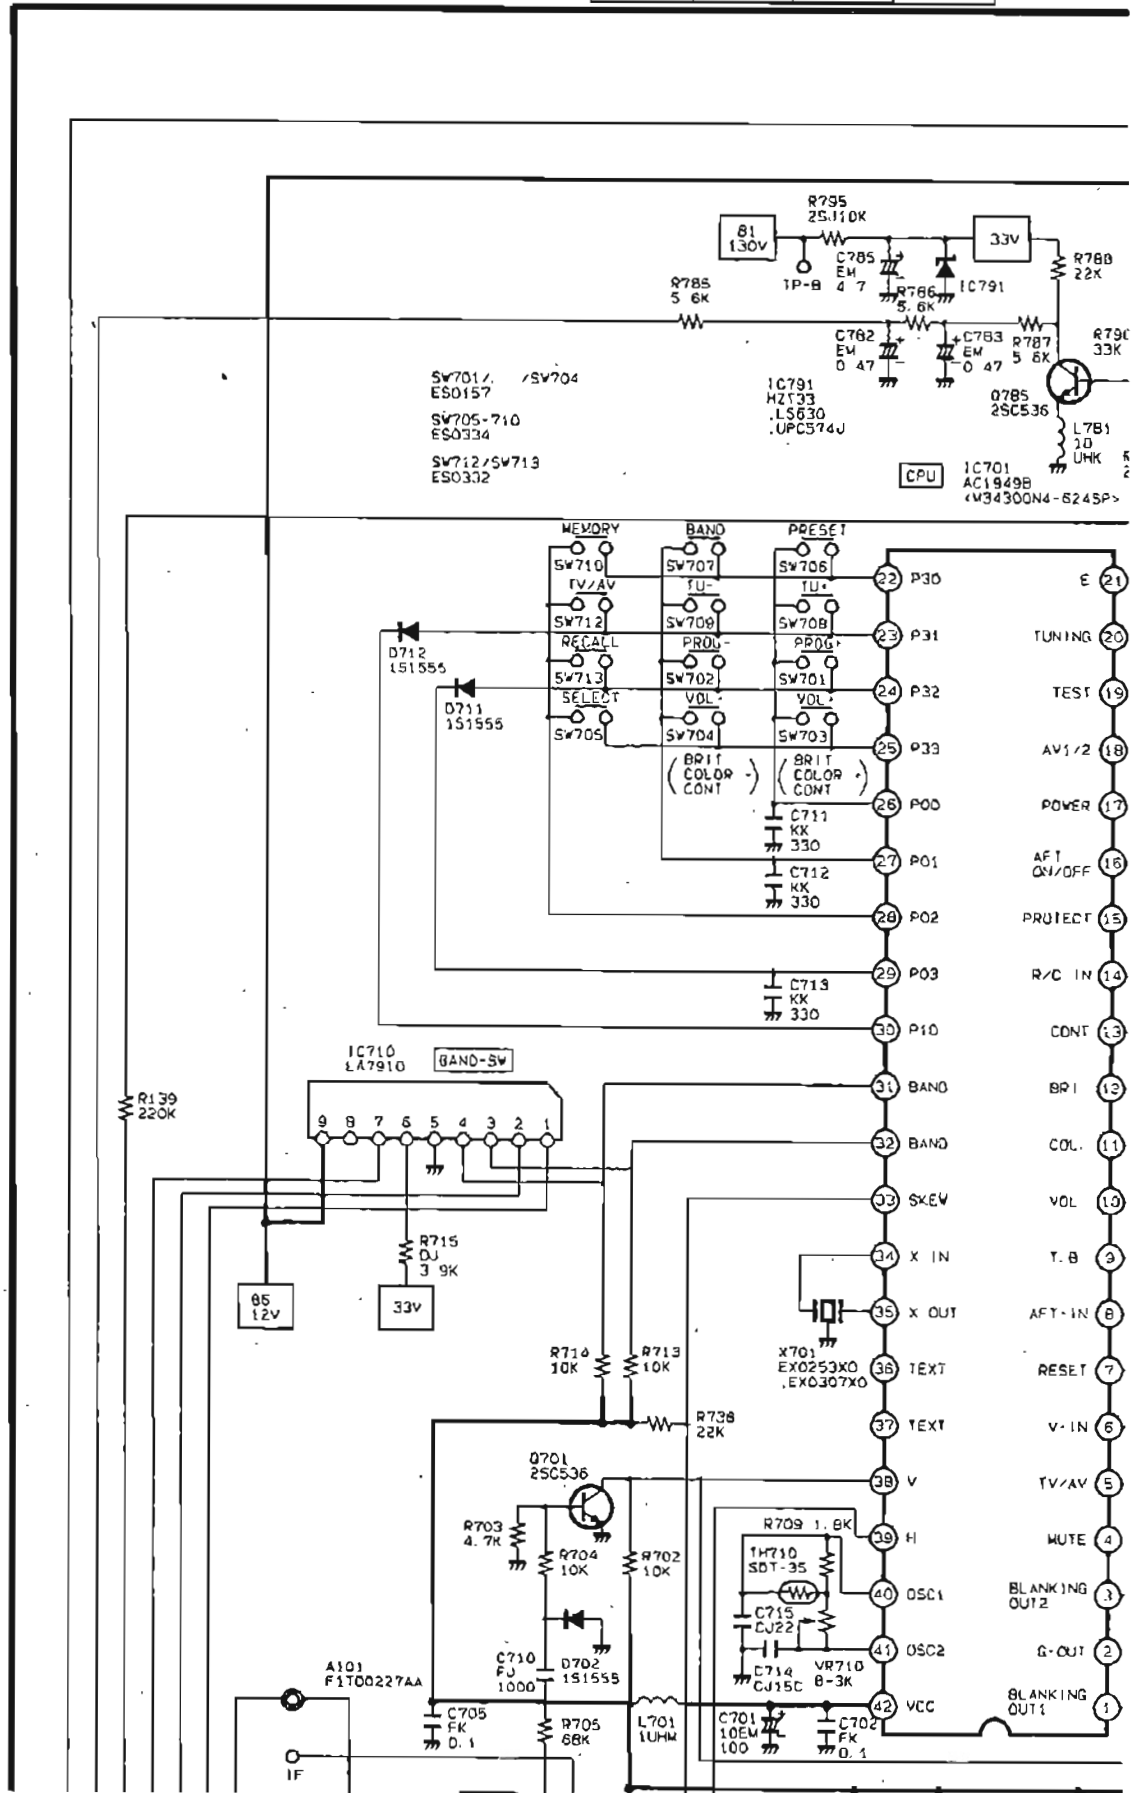 R795
2SJ10K
B1
130V
33V
C785
EM
4 7
TP-B
IC791
R788
22K
R785
5 6K
R786
5. 6K
C782
EM
0 47
C783
EM
0 47
R787
5 6K
R790
33K
SW701/. /SW704
ES0157
SW705-710
ES0334
SW712/SW713
ES0332
IC791
HZT33
.LS630
.UPC574J
Q785
2SC536
L781
10
UHK
CPU
IC701
AC1949B
<M34300N4-624SP>
MEMORY
BAND
PRESET
SW710
SW707
SW706
TV/AV
TU-
TU+
SW712
SW709
SW708
RECALL
PROG-
PROG+
SW713
SW702
SW701
SELECT
VOL-
VOL+
SW705
SW704
SW703
(BRIT
COLOR -)
CONT
(BRIT
COLOR +)
CONT
D712
1S1555
D711
1S1555
22 P30
23 P31
24 P32
25 P33
26 P00
27 P01
28 P02
29 P03
30 P10
31 BAND
32 BAND
33 SKEW
34 X IN
35 X OUT
36 TEXT
37 TEXT
38 V
39 H
40 OSC1
41 OSC2
42 VCC
E 21
TUNING 20
TEST 19
AV1/2 18
POWER 17
AFT
ON/OFF 16
PROTECT 15
R/C IN 14
CONT 13
BRI 12
COL. 11
VOL 10
T.B 9
AFT-IN 8
RESET 7
V-IN 6
TV/AV 5
MUTE 4
BLANKING
OUT2 3
G-OUT 2
BLANKING
OUT1 1
C711
KK
330
C712
KK
330
C713
KK
330
IC710
LA7910
BAND-SW
9 8 7 6 5 4 3 2 1
R139
220K
R715
DJ
3 9K
B5
12V
33V
R714
10K
R713
10K
X701
EX0253X0
.EX0307X0
R738
22K
Q701
2SC536
R703
4. 7K
R704
10K
R702
10K
R709 1. 8K
TH710
SDT-35
C715
CJ22
C714
CJ15C
VR710
B-3K
C710
FJ
1000
D702
1S1555
A101
F1T00227AA
C705
FK
0. 1
R705
68K
L701
1UHM
C701
10EM
100
C702
FK
0. 1
IF